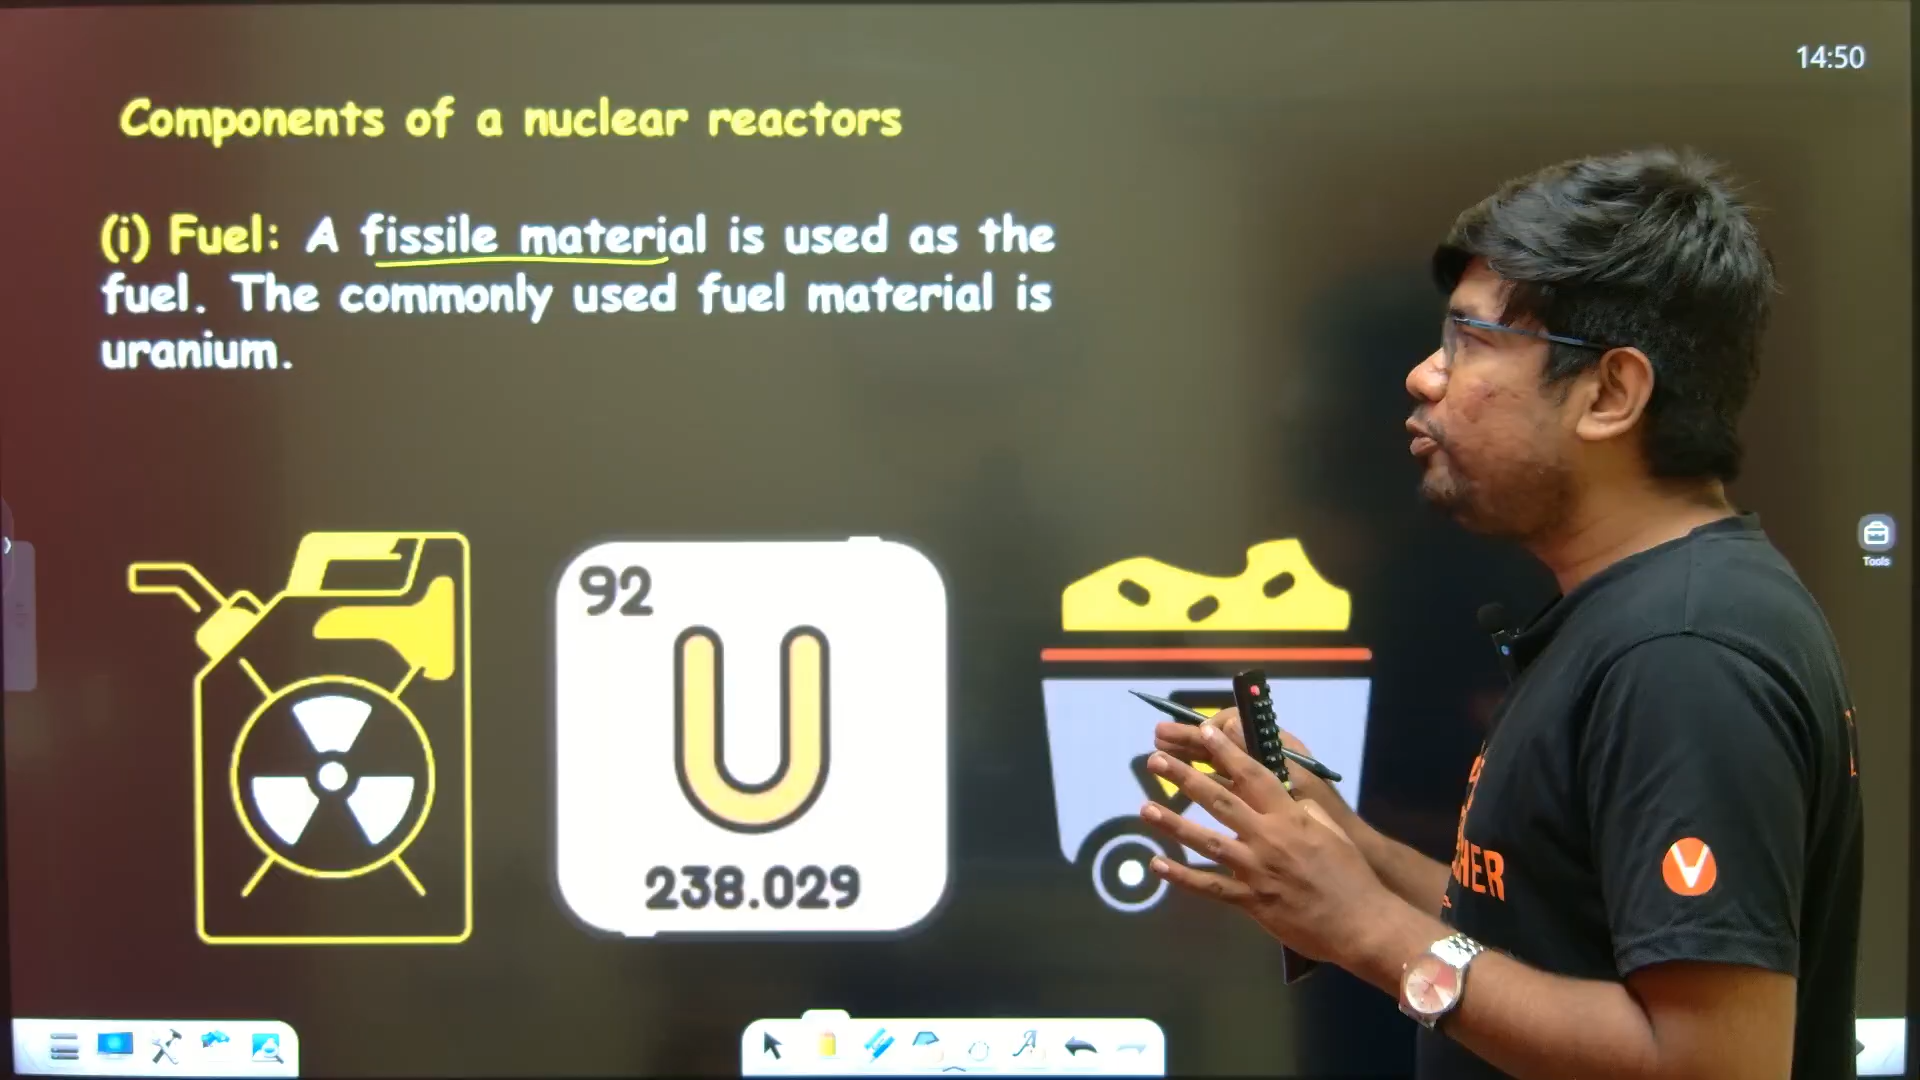 14:50
Components of a nuclear reactors
(i) Fuel: A fissile material is used as the
fuel. The commonly used fuel material is
uranium.
92
U
238.029
Tools
HER